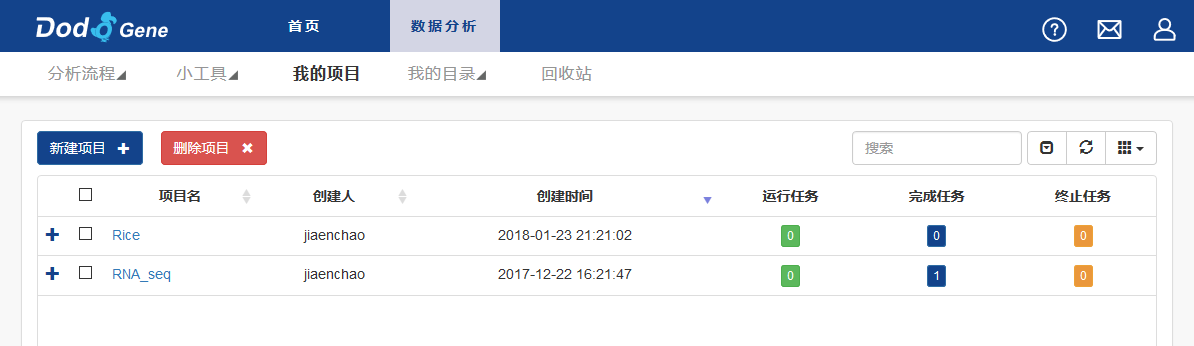 Dodo Gene 首页 数据分析
分析流程 小工具 我的项目 我的目录 回收站
新建项目 删除项目 搜索
项目名 创建人 创建时间 运行任务 完成任务 终止任务
Rice jiaenchao 2018-01-23 21:21:02 0 0 0
RNA_seq jiaenchao 2017-12-22 16:21:47 0 1 0